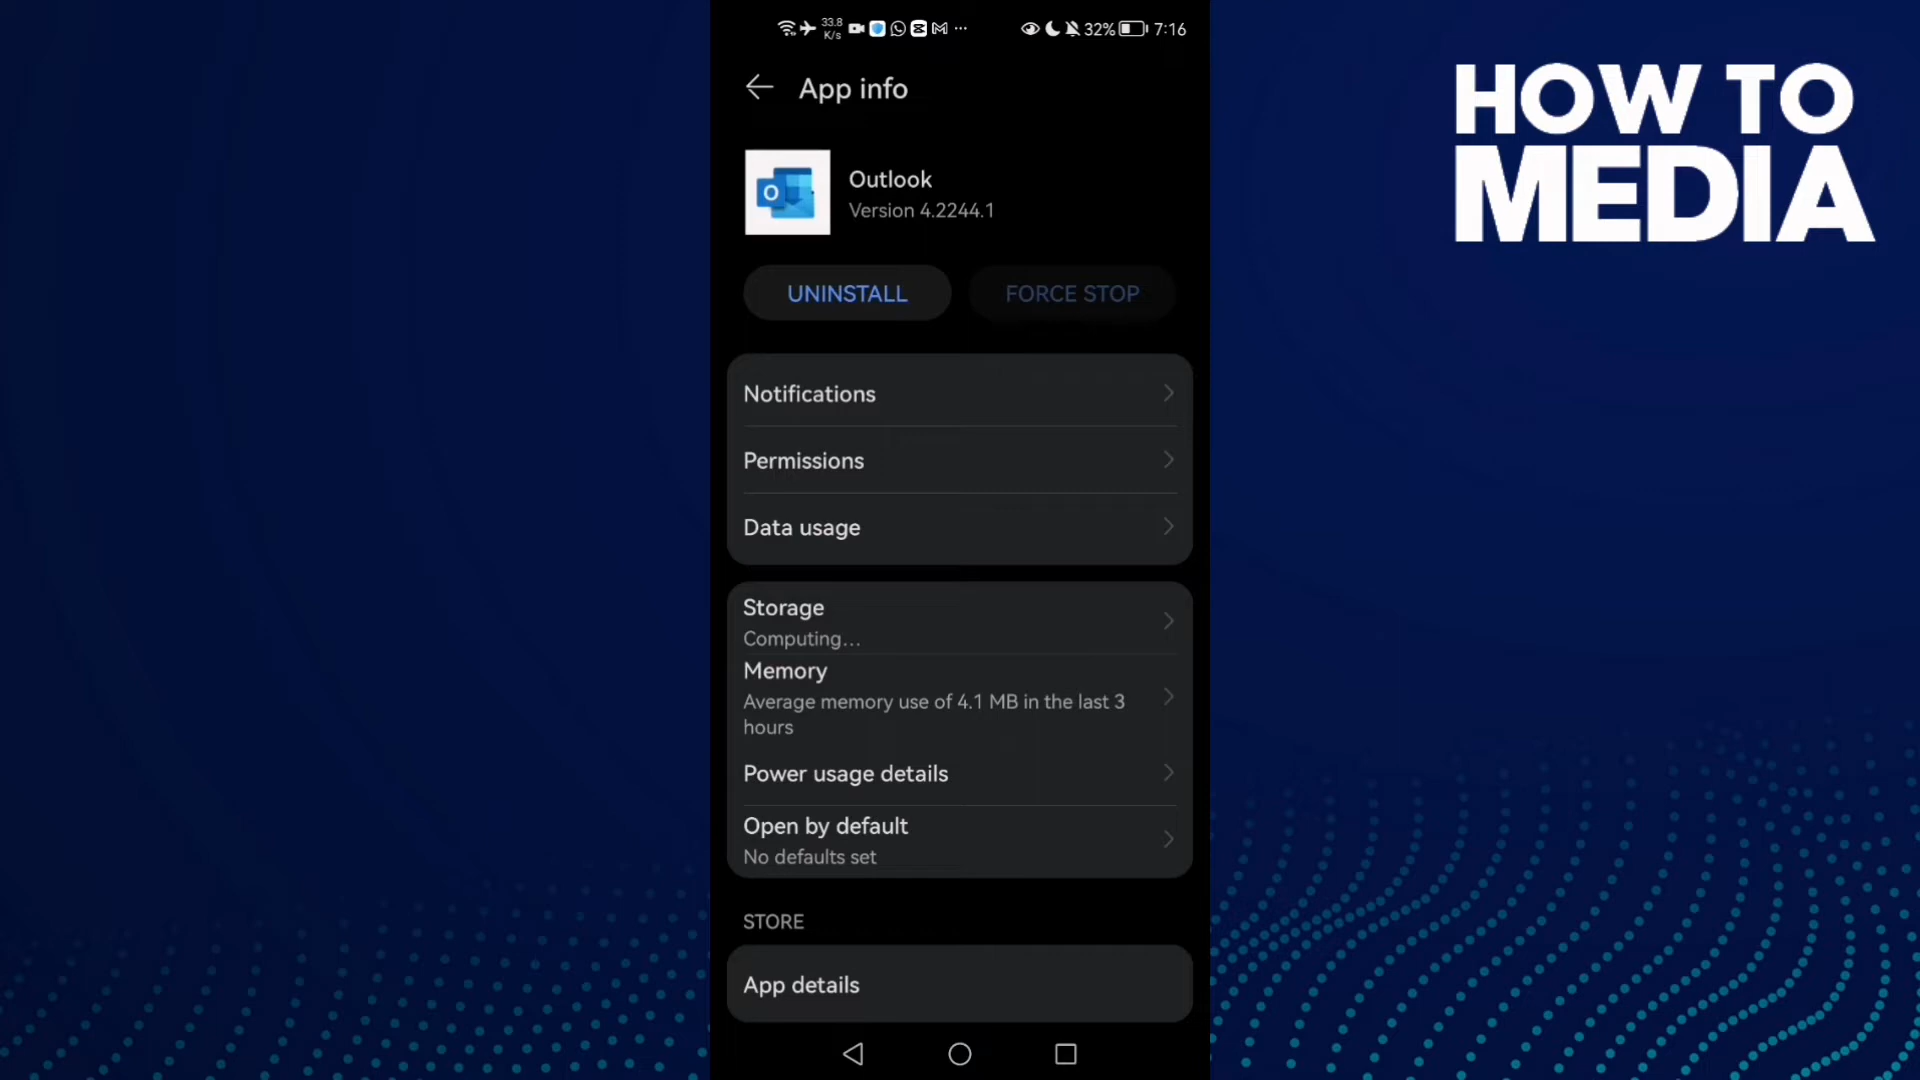 33.8
K/s
32%
7:16
App info
HOW TO
MEDIA
Outlook
Version 4.2244.1
UNINSTALL
FORCE STOP
Notifications
Permissions
Data usage
Storage
Computing...
Memory
Average memory use of 4.1 MB in the last 3
hours
Power usage details
Open by default
No defaults set
STORE
App details